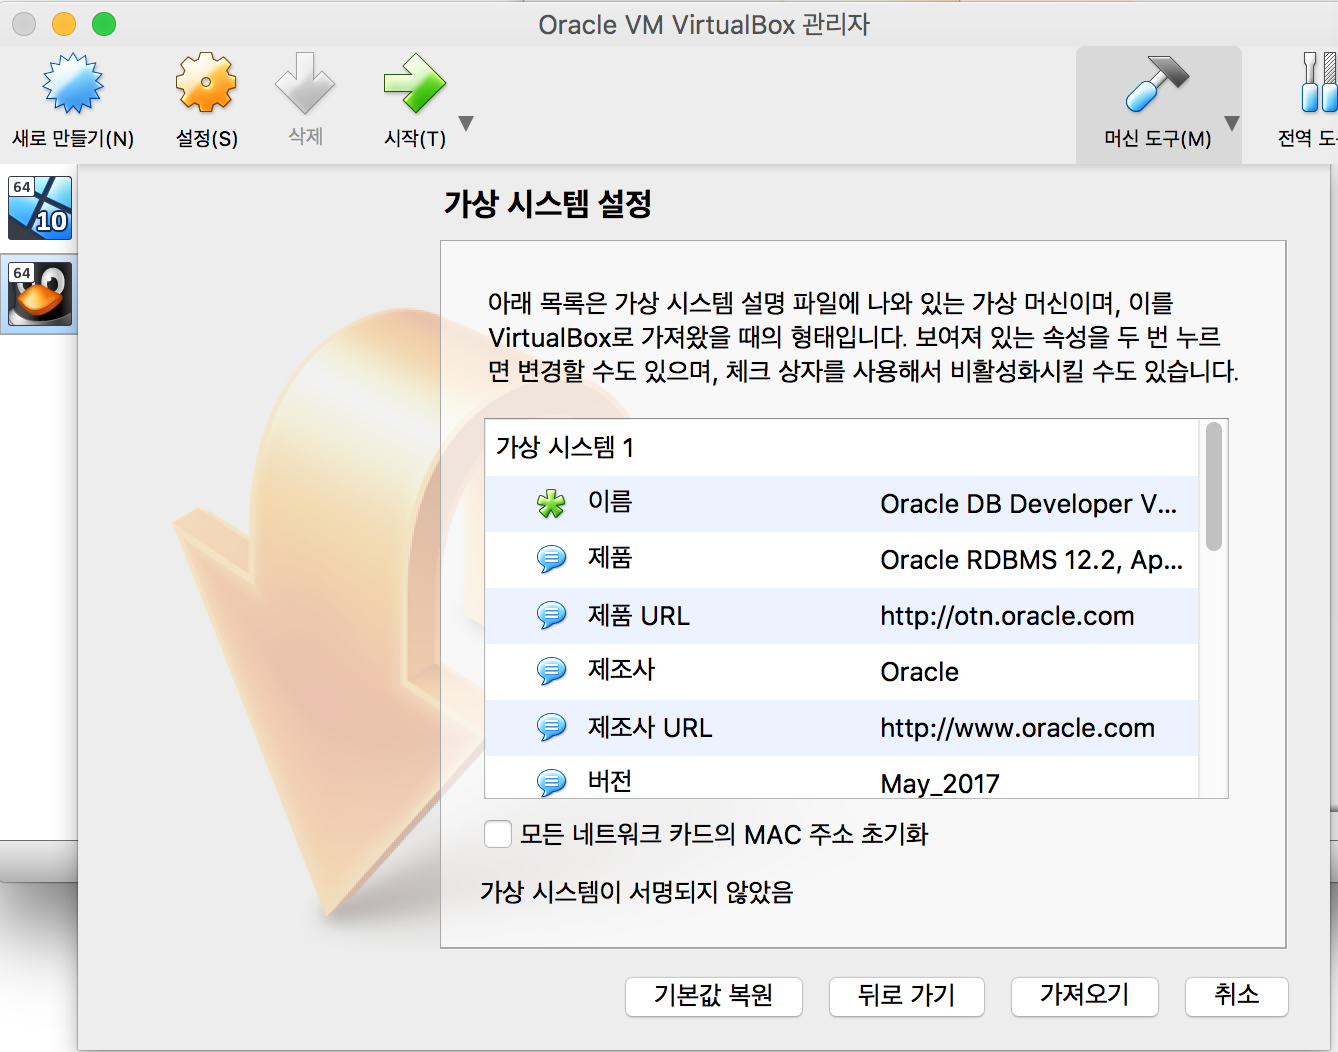 Oracle VM VirtualBox 관리자
새로 만들기(N)
설정(S)
삭제
시작(T)
머신 도구(M)
전역 도
64
10
64
가상 시스템 설정
아래 목록은 가상 시스템 설명 파일에 나와 있는 가상 머신이며, 이를
VirtualBox로 가져왔을 때의 형태입니다. 보여져 있는 속성을 두 번 누르
면 변경할 수도 있으며, 체크 상자를 사용해서 비활성화시킬 수도 있습니다.
가상 시스템 1
이름 Oracle DB Developer V...
제품 Oracle RDBMS 12.2, Ap...
제품 URL http://otn.oracle.com
제조사 Oracle
제조사 URL http://www.oracle.com
버전 May_2017
모든 네트워크 카드의 MAC 주소 초기화
가상 시스템이 서명되지 않았음
기본값 복원
뒤로 가기
가져오기
취소